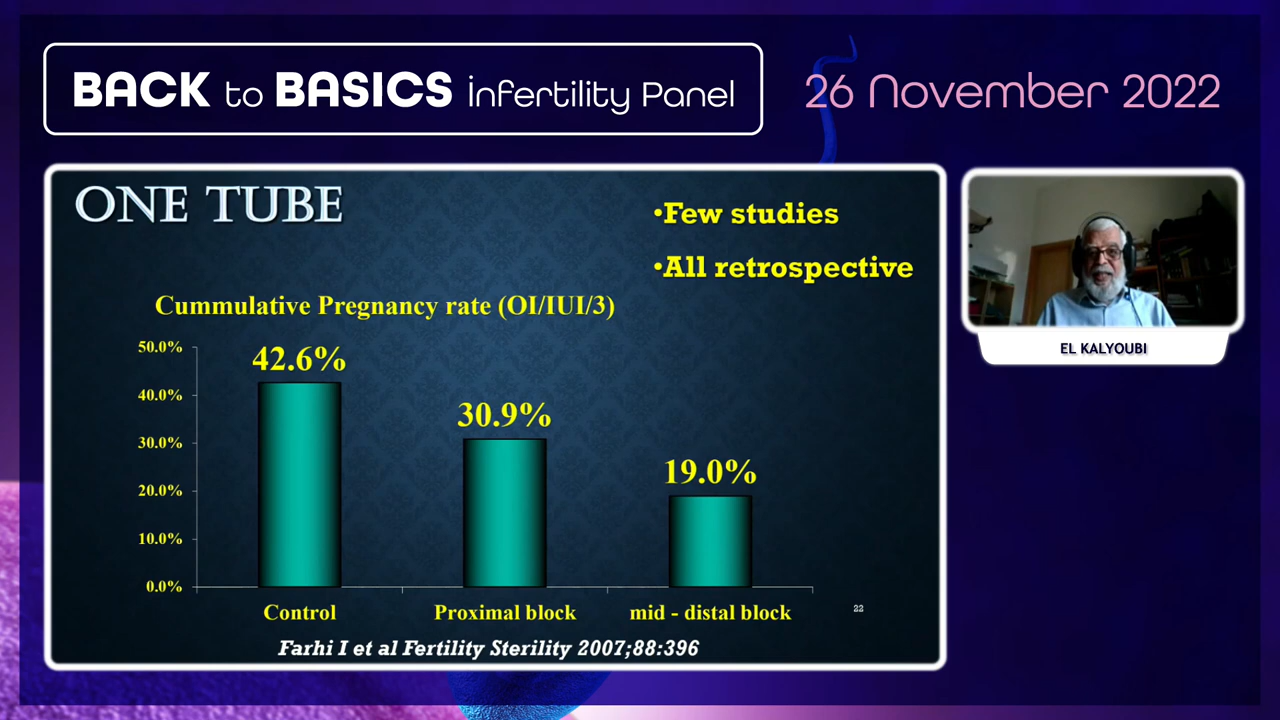 BACK to BASICS infertility Panel
26 November 2022
ONE TUBE
•Few studies
•All retrospective
Cummulative Pregnancy rate (OI/IUI/3)
50.0%
40.0%
30.0%
20.0%
10.0%
0.0%
42.6%
30.9%
19.0%
Control
Proximal block
mid - distal block
22
Farhi I et al Fertility Sterility 2007;88:396
EL KALYOUBI